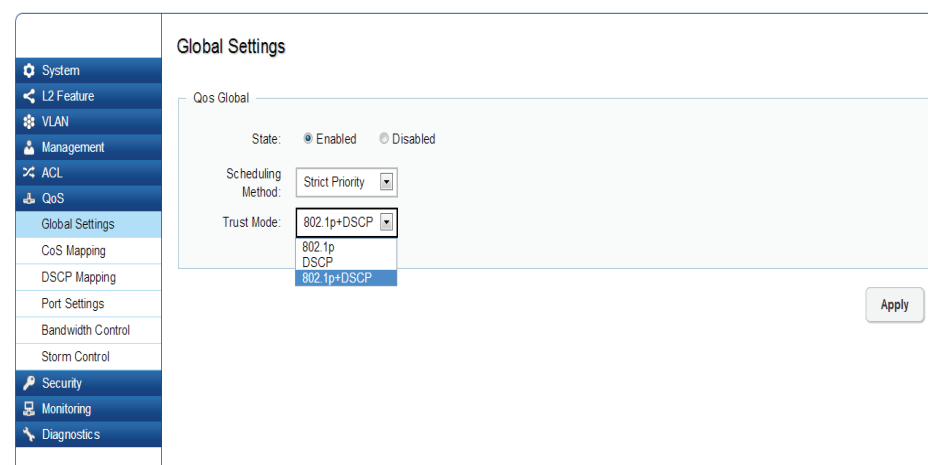 Global Settings
System
L2 Feature
VLAN
Management
ACL
QoS
Global Settings
CoS Mapping
DSCP Mapping
Port Settings
Bandwidth Control
Storm Control
Security
Monitoring
Diagnostics
Qos Global
State: Enabled Disabled
Scheduling
Method: Strict Priority
Trust Mode: 802.1p+DSCP
802.1p
DSCP
802.1p+DSCP
Apply